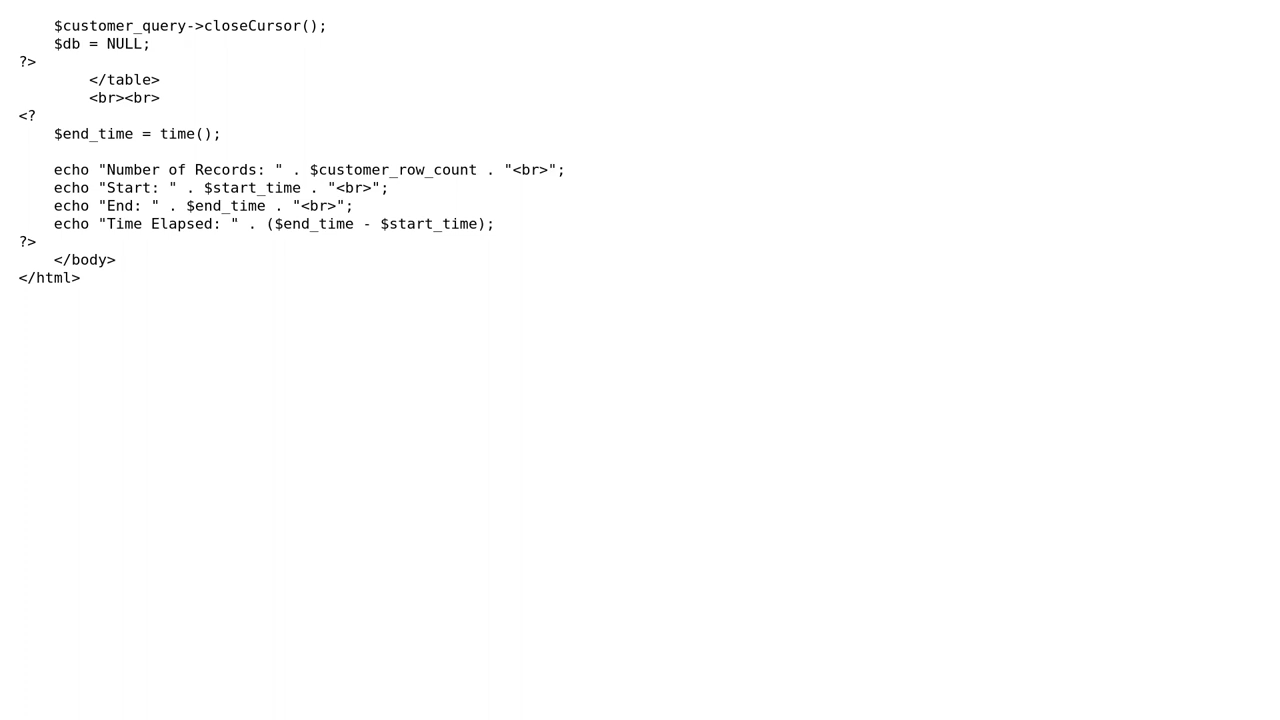 $customer_query->closeCursor();
    $db = NULL;
?>
        </table>
        <br><br>
<?
    $end_time = time();

    echo "Number of Records: " . $customer_row_count . "<br>";
    echo "Start: " . $start_time . "<br>";
    echo "End: " . $end_time . "<br>";
    echo "Time Elapsed: " . ($end_time - $start_time);
?>
    </body>
</html>